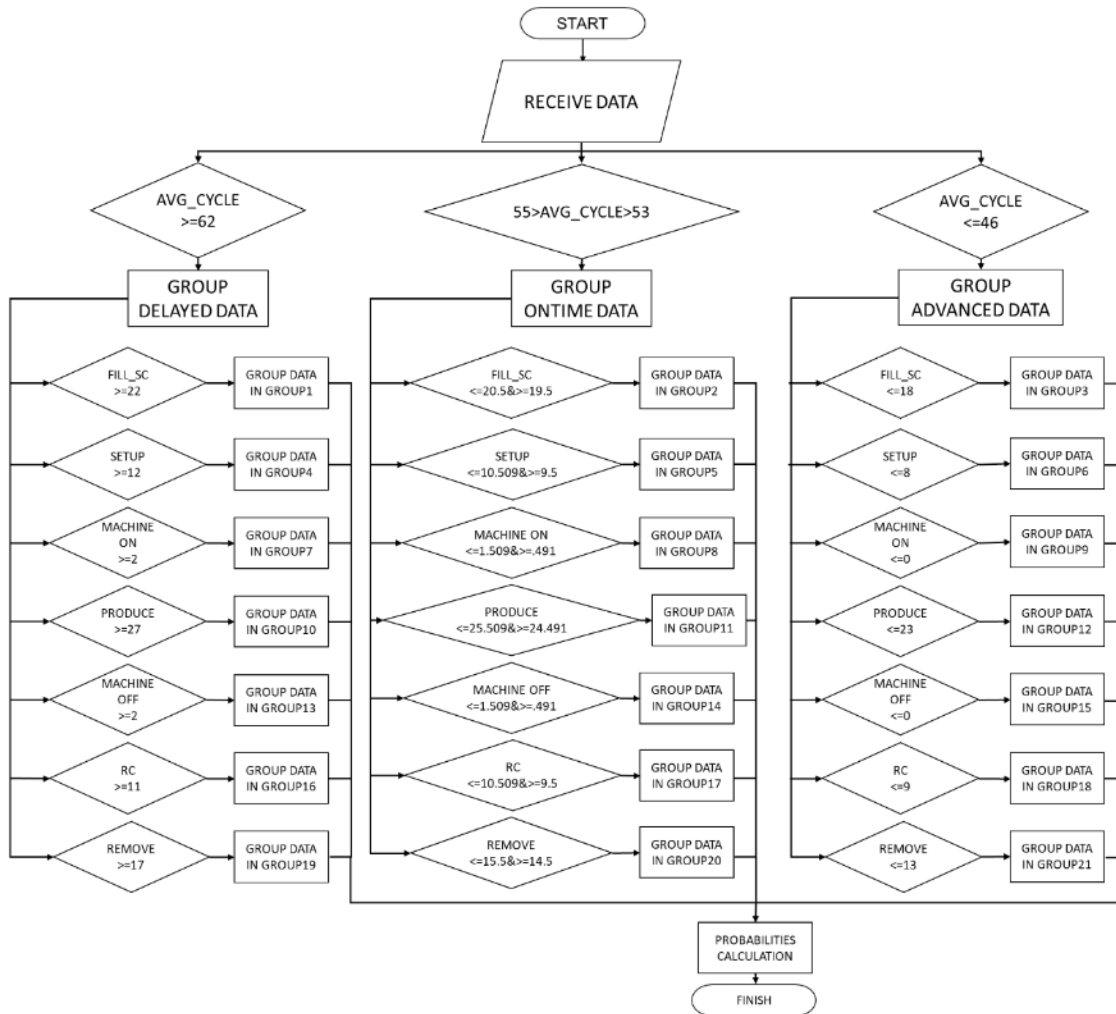 START
RECEIVE DATA
AVG_CYCLE
>=62
55>AVG_CYCLE>53
AVG_CYCLE
<=46
GROUP
DELAYED DATA
GROUP
ONTIME DATA
GROUP
ADVANCED DATA
FILL_SC
>=22
GROUP DATA
IN GROUP1
FILL_SC
<=20.5&>=19.5
GROUP DATA
IN GROUP2
FILL_SC
<=18
GROUP DATA
IN GROUP3
SETUP
>=12
GROUP DATA
IN GROUP4
SETUP
<=10.509&>=9.5
GROUP DATA
IN GROUP5
SETUP
<=8
GROUP DATA
IN GROUP6
MACHINE
ON
>=2
GROUP DATA
IN GROUP7
MACHINE ON
<=1.509&>=.491
GROUP DATA
IN GROUP8
MACHINE
ON
<=0
GROUP DATA
IN GROUP9
PRODUCE
>=27
GROUP DATA
IN GROUP10
PRODUCE
<=25.509&>=24.491
GROUP DATA
IN GROUP11
PRODUCE
<=23
GROUP DATA
IN GROUP12
MACHINE
OFF
>=2
GROUP DATA
IN GROUP13
MACHINE OFF
<=1.509&>=.491
GROUP DATA
IN GROUP14
MACHINE
OFF
<=0
GROUP DATA
IN GROUP15
RC
>=11
GROUP DATA
IN GROUP16
RC
<=10.509&>=9.5
GROUP DATA
IN GROUP17
RC
<=9
GROUP DATA
IN GROUP18
REMOVE
>=17
GROUP DATA
IN GROUP19
REMOVE
<=15.5&>=14.5
GROUP DATA
IN GROUP20
REMOVE
<=13
GROUP DATA
IN GROUP21
PROBABILITIES
CALCULATION
FINISH